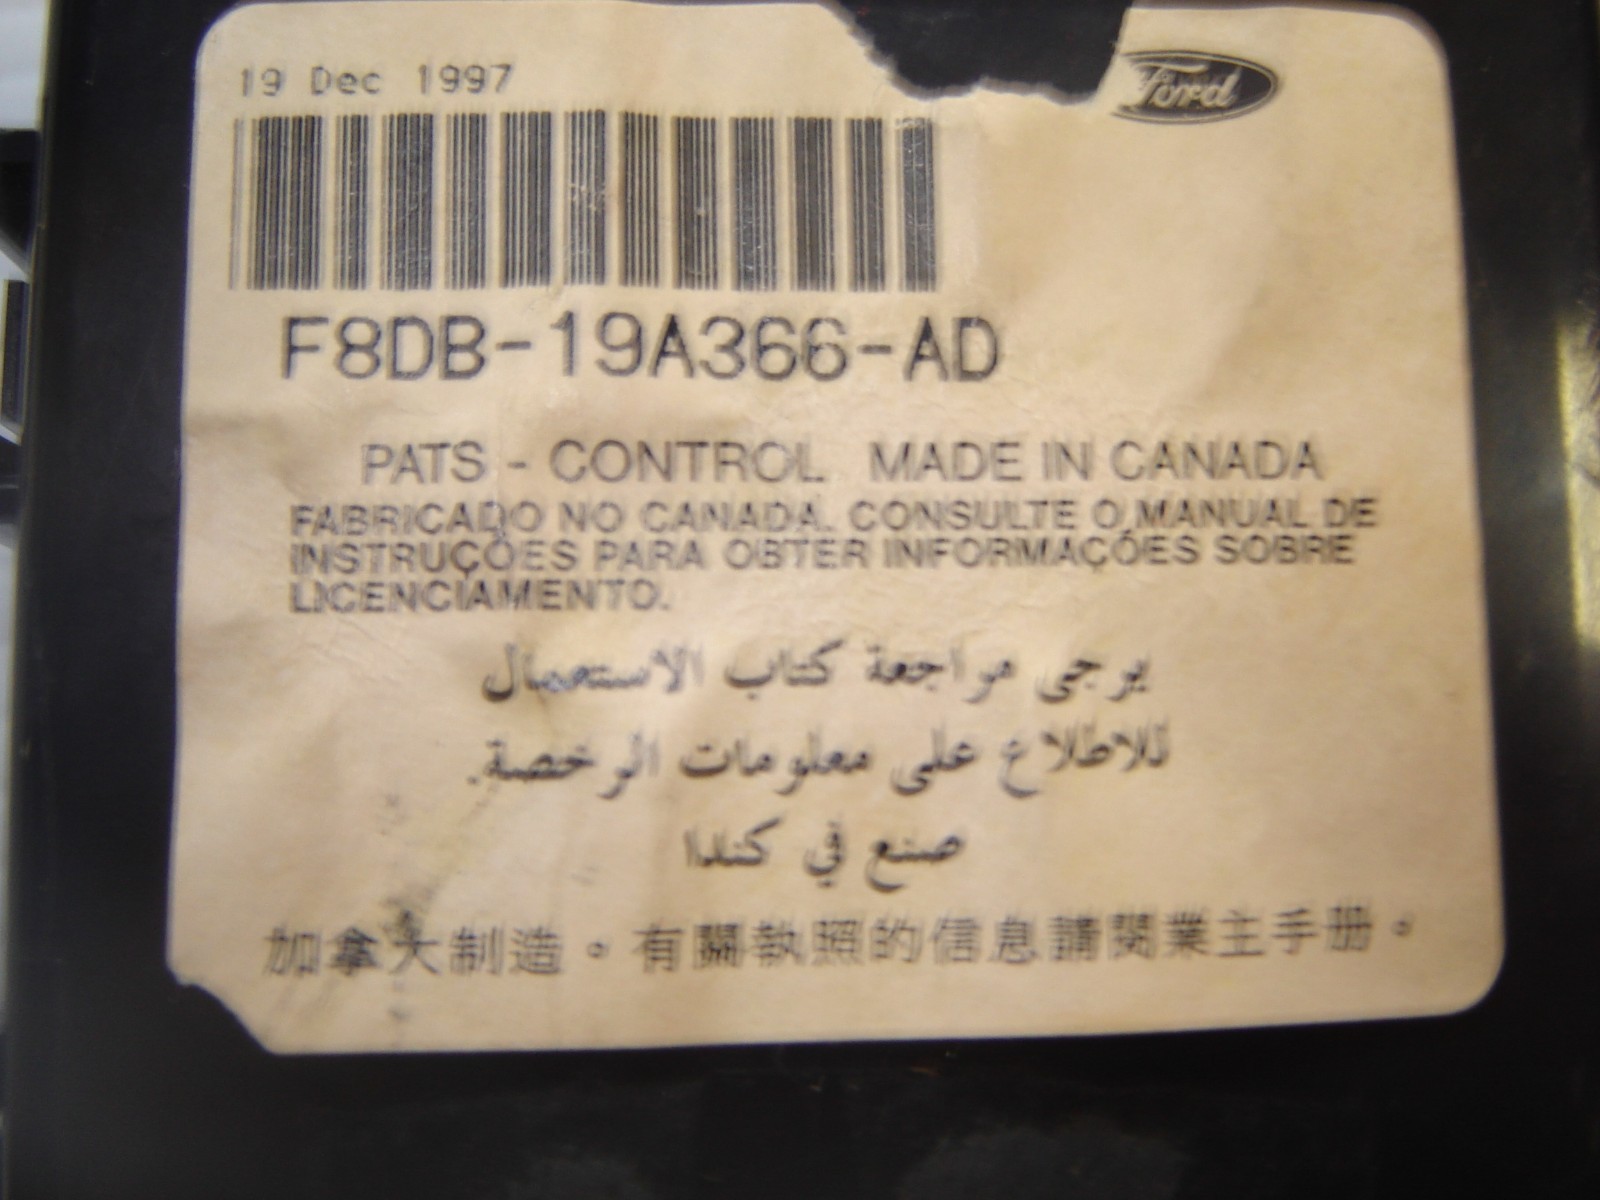 19 Dec 1997
Ford
F8DB-19A366-AD
PATS - CONTROL MADE IN CANADA
FABRICADO NO CANADA. CONSULTE O MANUAL DE
INSTRUÇÕES PARA OBTER INFORMAÇÕES SOBRE
LICENCIAMENTO.
يرجى مراجعة كتاب الاستعمال
للاطلاع على معلومات الرخصة.
صنع في كندا
加拿大制造。有關執照的信息請閱業主手册。